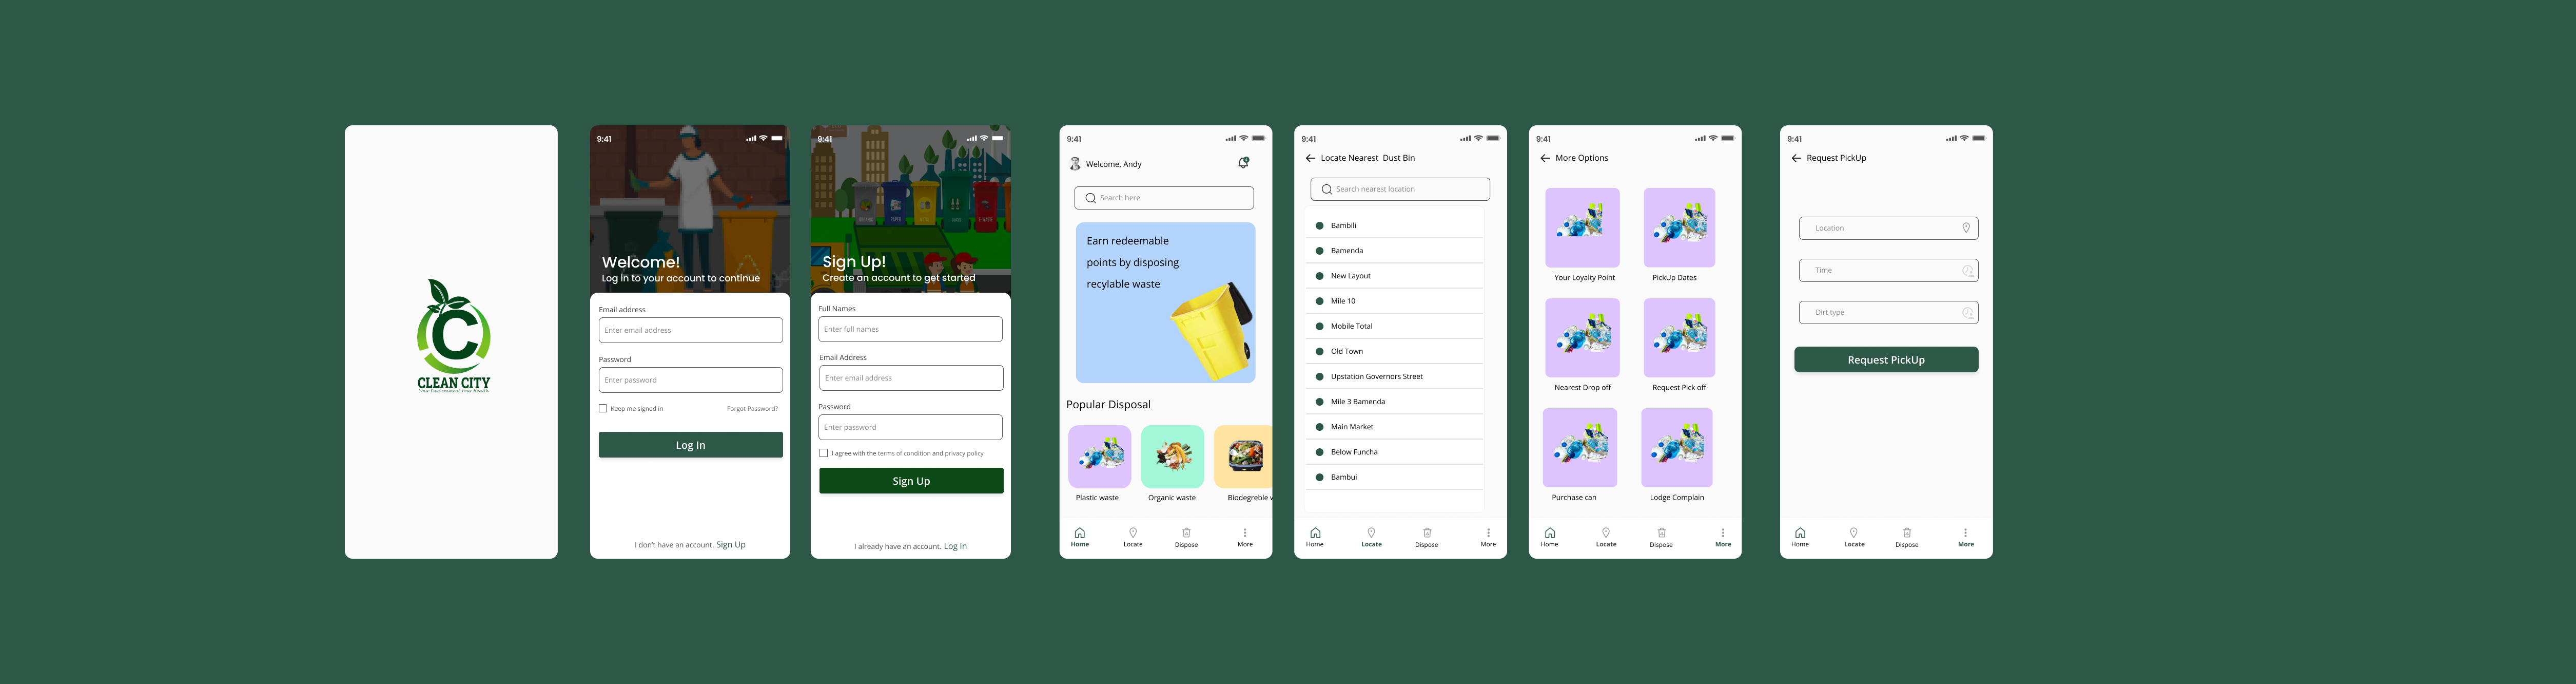 CLEAN CITY
Your Environment Your Health
9:41
Welcome!
Log in to your account to continue
Email address
Enter email address
Password
Enter password
Keep me signed in
Forgot Password?
Log In
I don't have an account. Sign Up
9:41
ORGANIC
PAPER
GLASS
E-WASTE
Sign Up!
Create an account to get started
Full Names
Enter full names
Email Address
Enter email address
Password
Enter password
I agree with the terms of condition and privacy policy
Sign Up
I already have an account. Log In
9:41
Welcome, Andy
Search here
Earn redeemable
points by disposing
recylable waste
Popular Disposal
Plastic waste
Organic waste
Biodegreble w
Home
Locate
Dispose
More
9:41
Locate Nearest Dust Bin
Search nearest location
Bambili
Bamenda
New Layout
Mile 10
Mobile Total
Old Town
Upstation Governors Street
Mile 3 Bamenda
Main Market
Below Funcha
Bambui
Home
Locate
Dispose
More
9:41
More Options
Your Loyalty Point
PickUp Dates
Nearest Drop off
Request Pick off
Purchase can
Lodge Complain
Home
Locate
Dispose
More
9:41
Request PickUp
Location
Time
Dirt type
Request PickUp
Home
Locate
Dispose
More